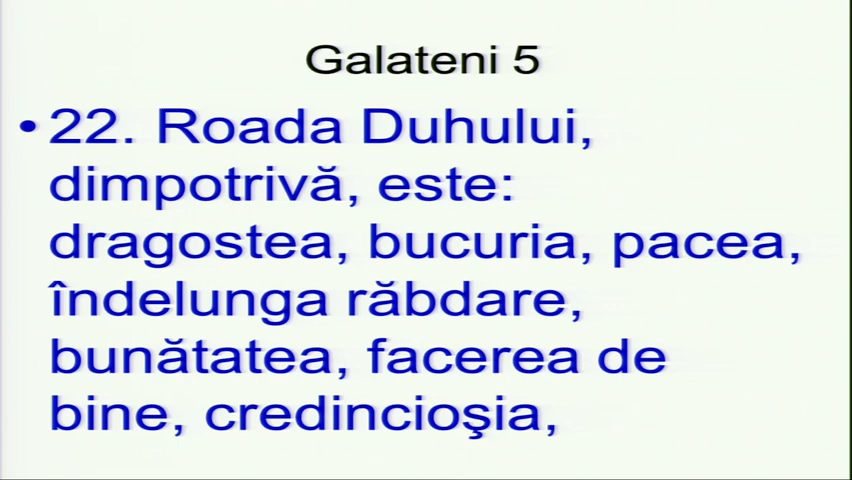 Galateni 5
• 22. Roada Duhului,
dimpotrivă, este:
dragostea, bucuria, pacea,
îndelunga răbdare,
bunătatea, facerea de
bine, credincioşia,